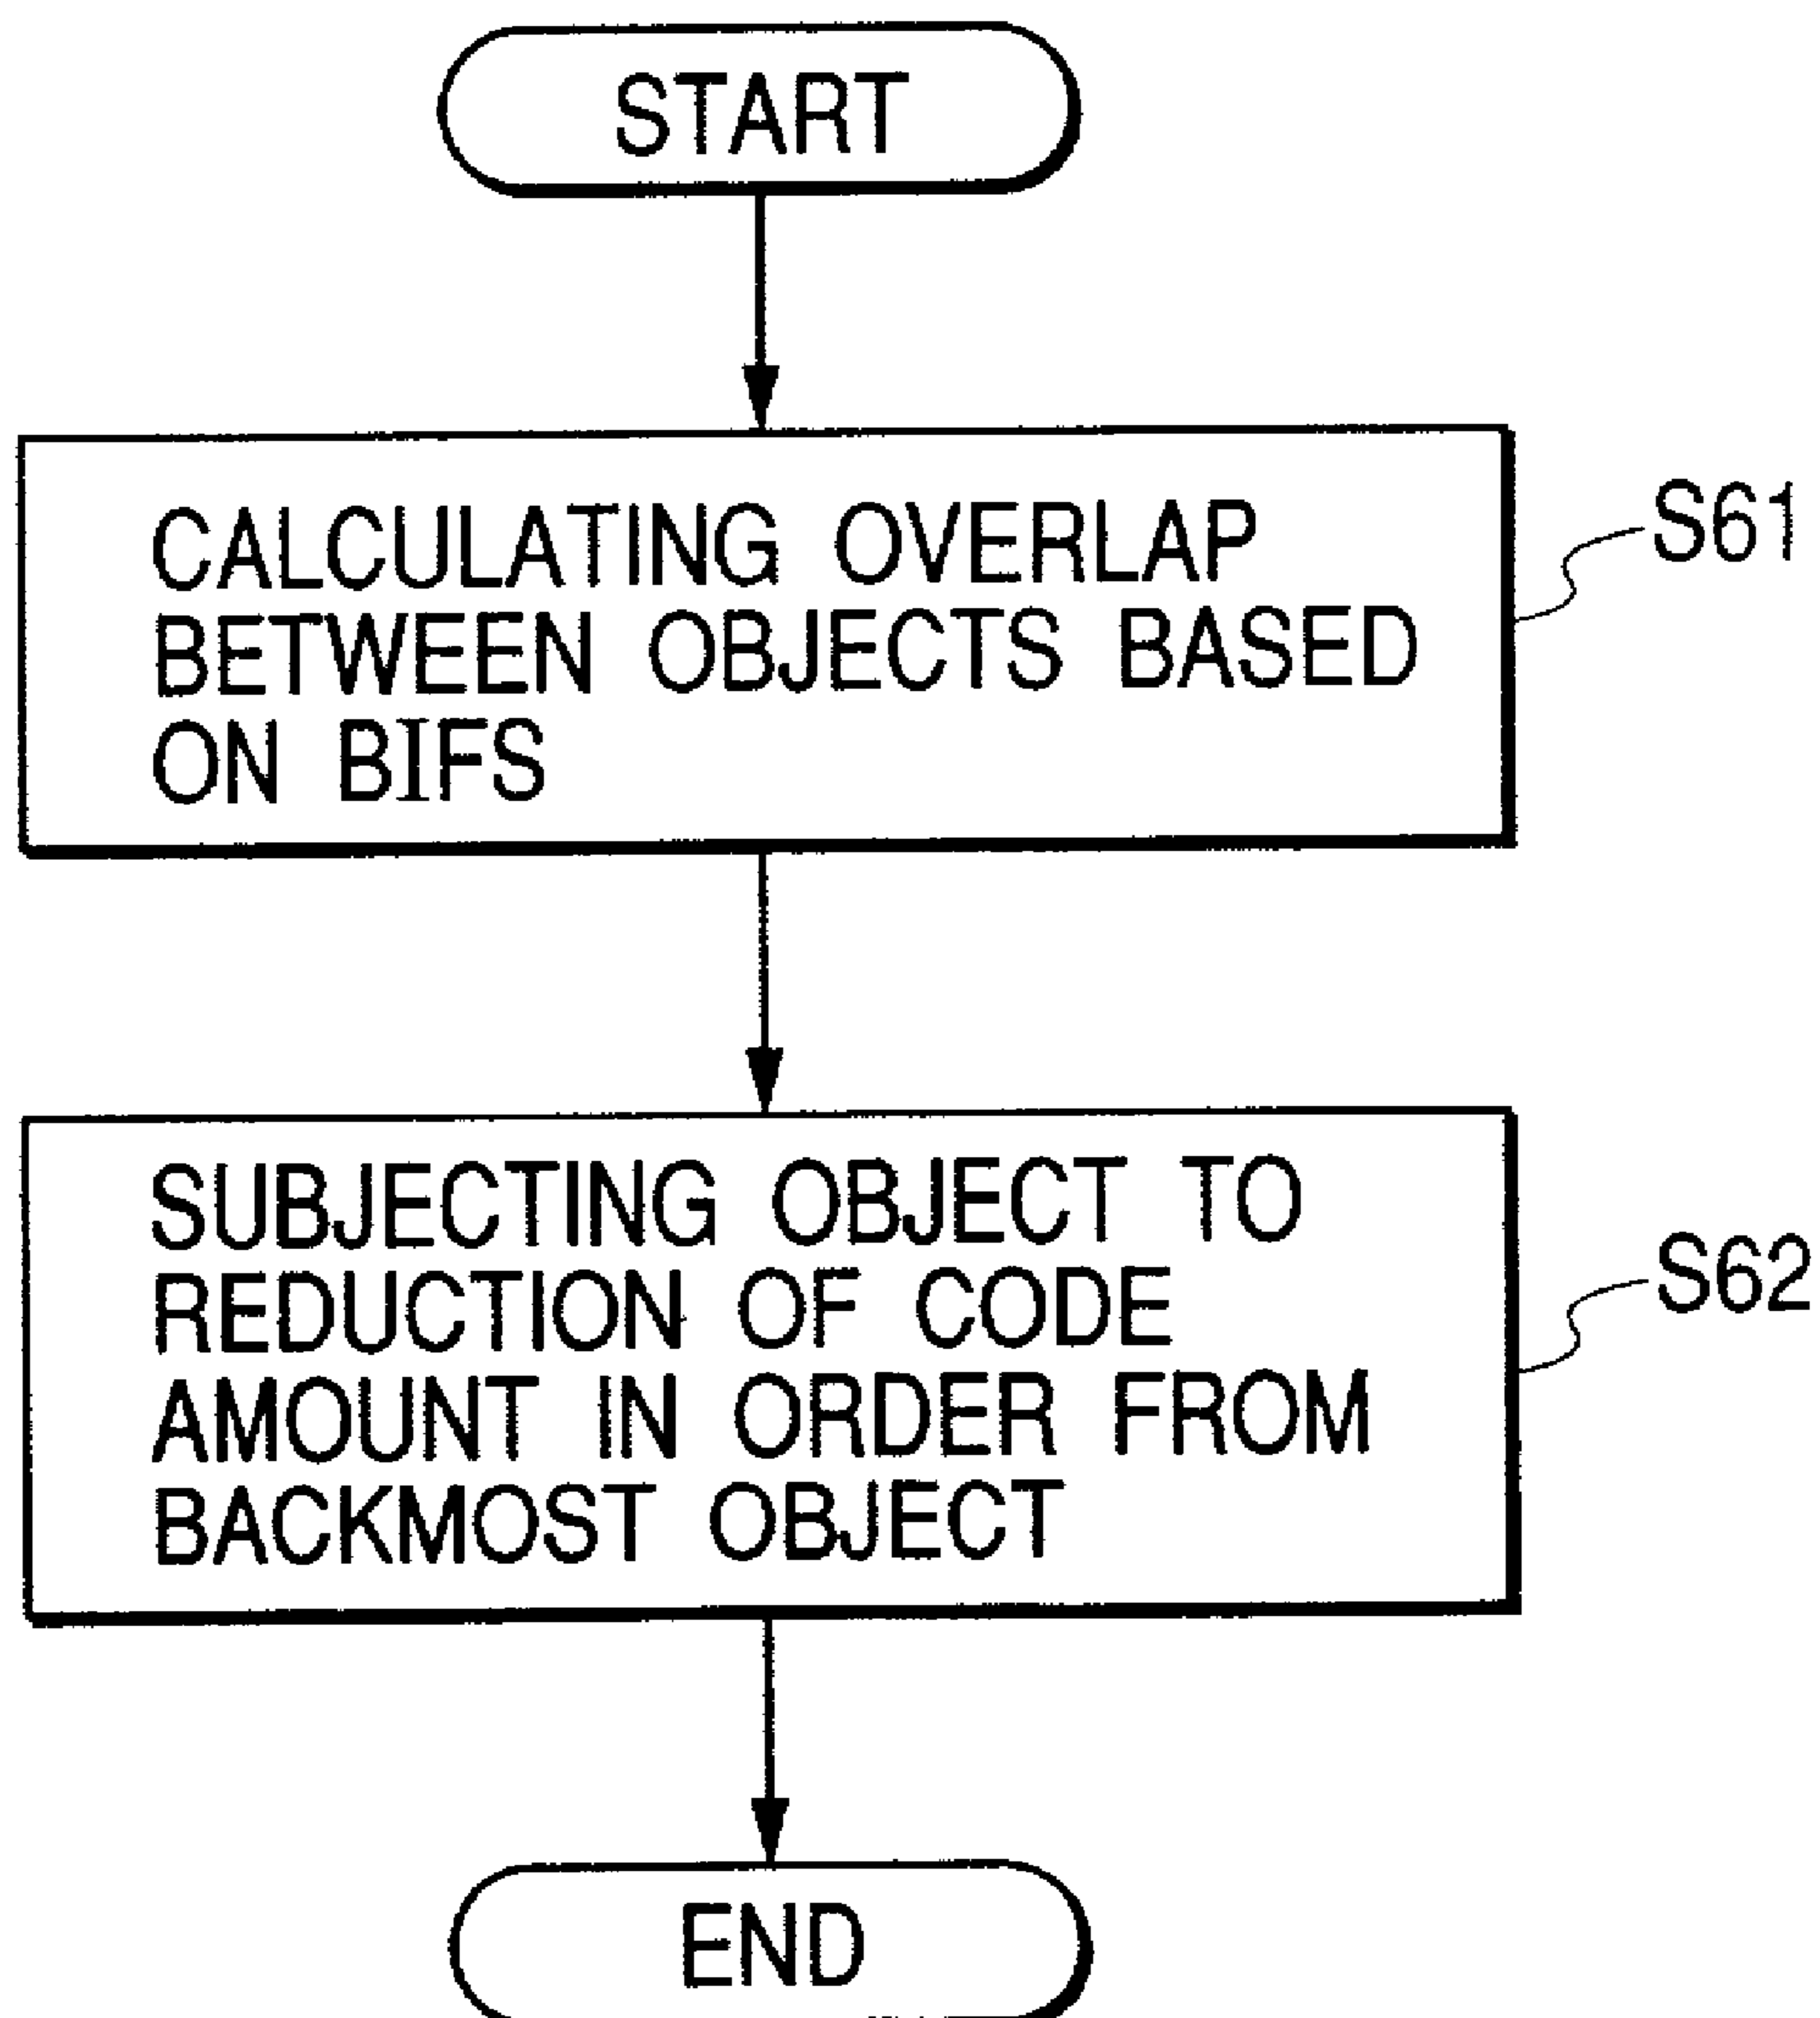 START
CALCULATING OVERLAP
BETWEEN OBJECTS BASED
ON BIFS
S61
SUBJECTING OBJECT TO
REDUCTION OF CODE
AMOUNT IN ORDER FROM
BACKMOST OBJECT
S62
END